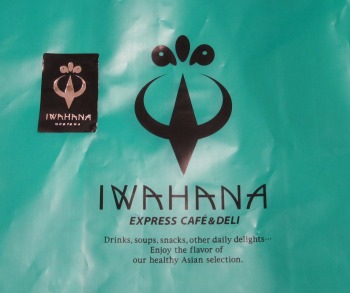 IWAHANA
IWAHANA
EXPRESS CAFÉ & DELI
Drinks, soups, snacks, other daily delights…
Enjoy the flavor of
our healthy Asian selection.